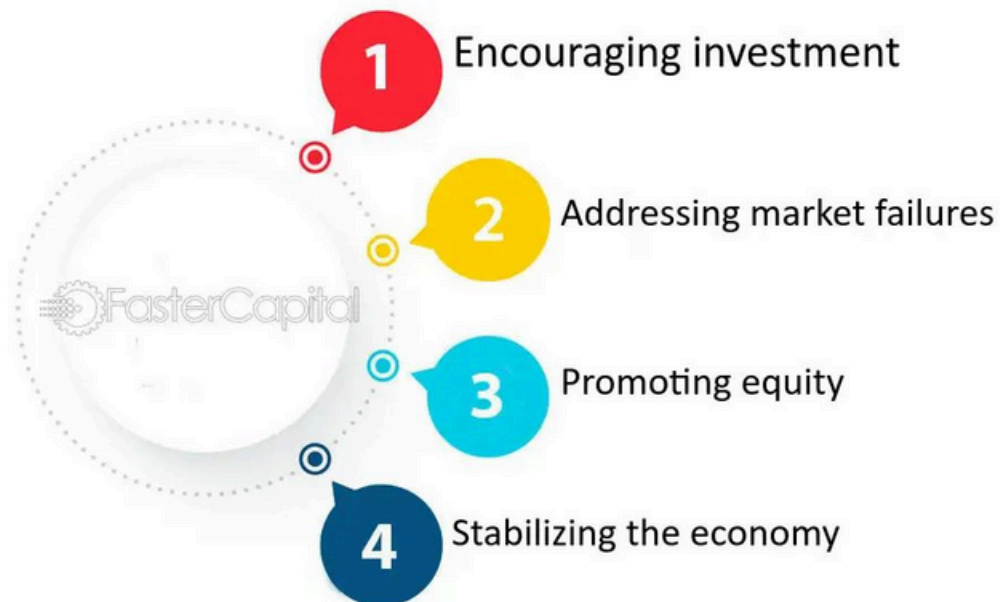 1
Encouraging investment
2
Addressing market failures
FasterCapital
3
Promoting equity
4
Stabilizing the economy